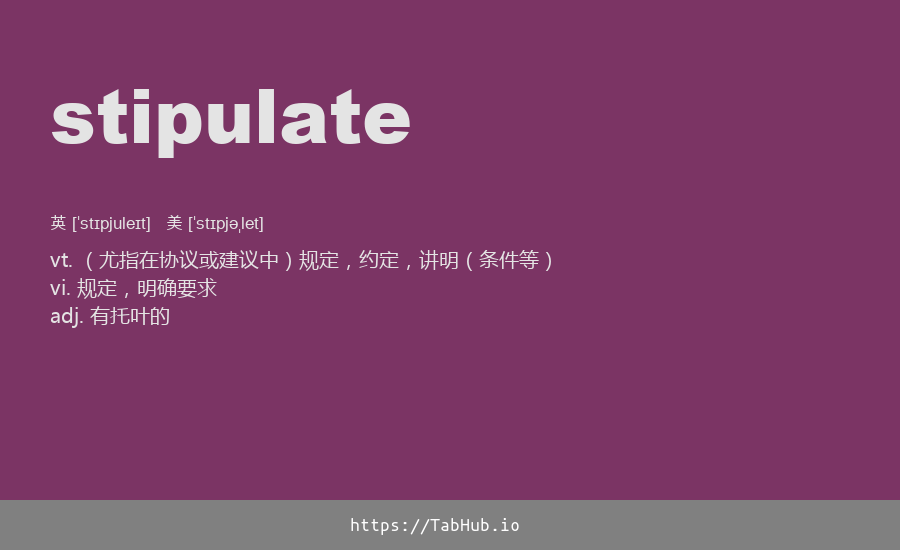 stipulate
英 [ˈstɪpjuleɪt] 美 [ˈstɪpjəˌlet]
vt. （尤指在协议或建议中）规定，约定，讲明（条件等）
vi. 规定，明确要求
adj. 有托叶的
https://TabHub.io